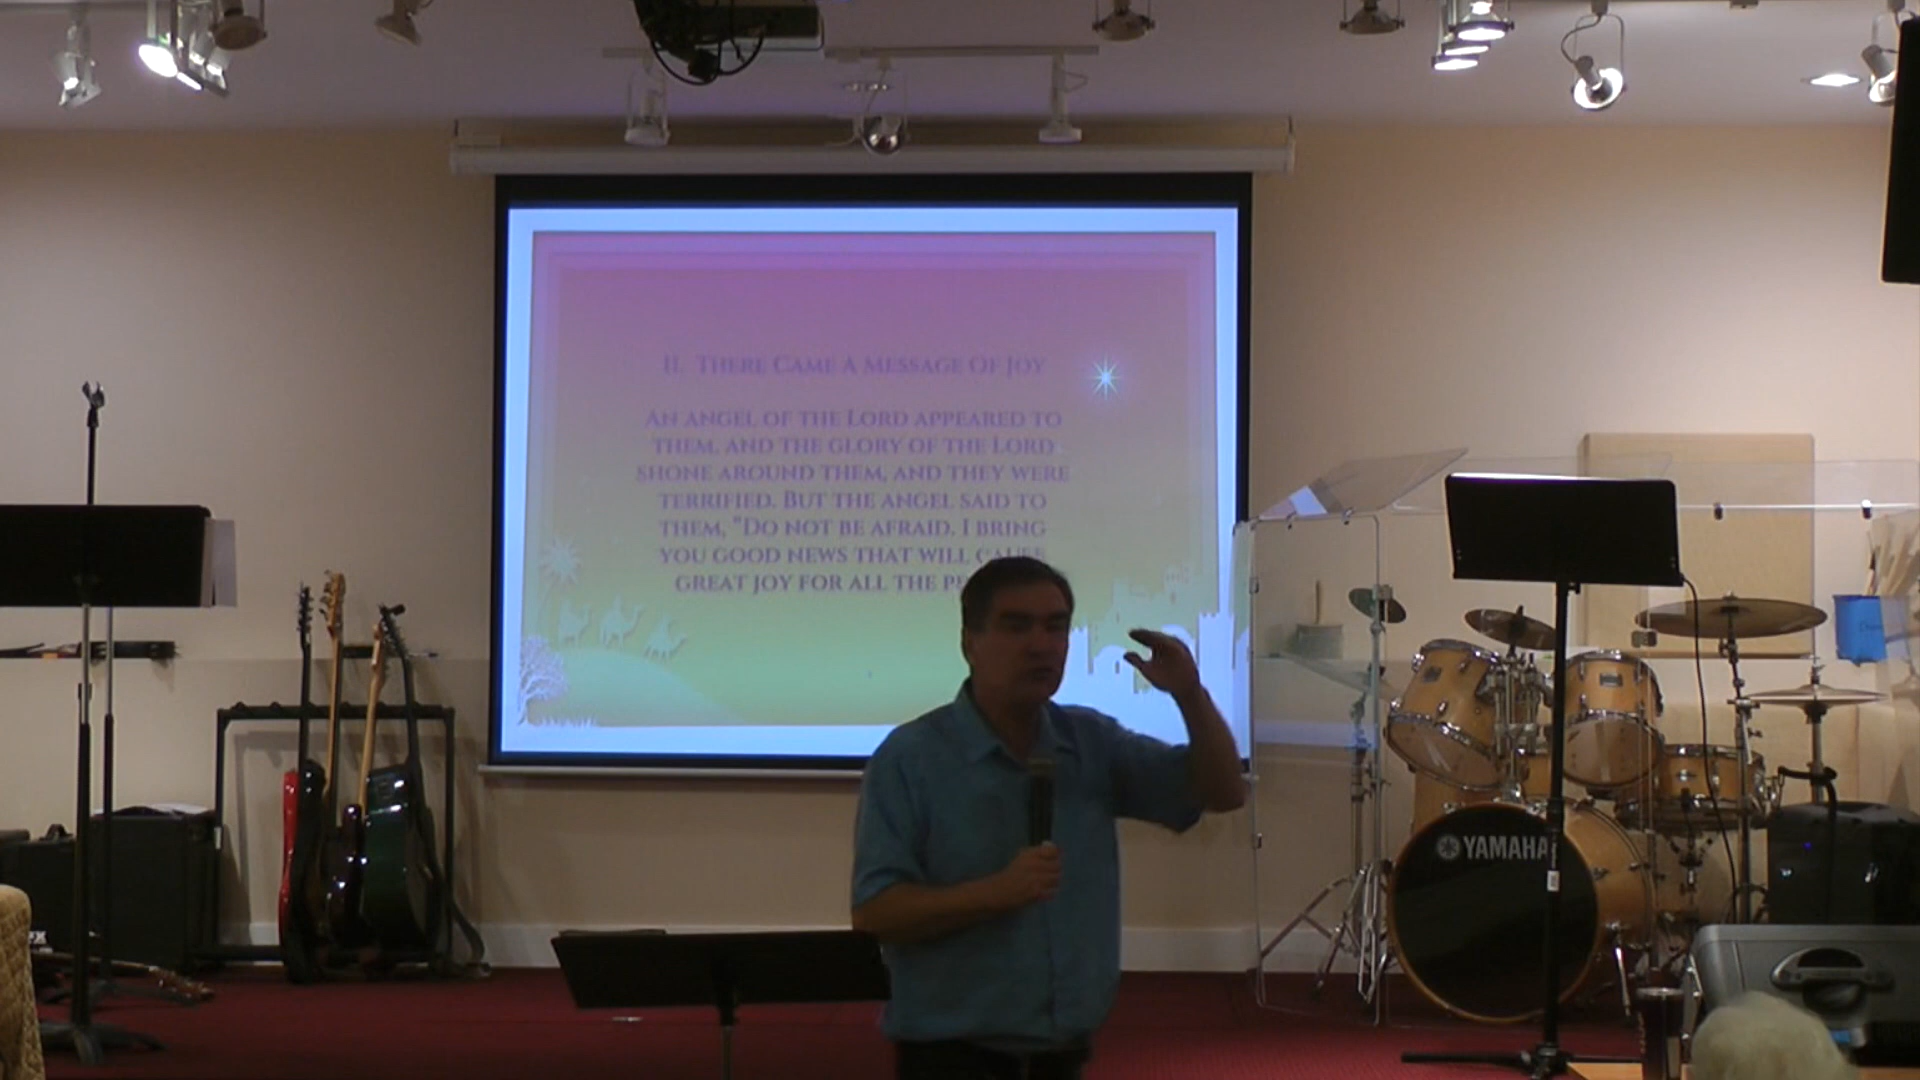 II. There Came A Message Of Joy
An angel of the Lord appeared to
them, and the glory of the Lord
shone around them, and they were
terrified. But the angel said to
them, "Do not be afraid. I bring
you good news that will cause
great joy for all the
YAMAHA